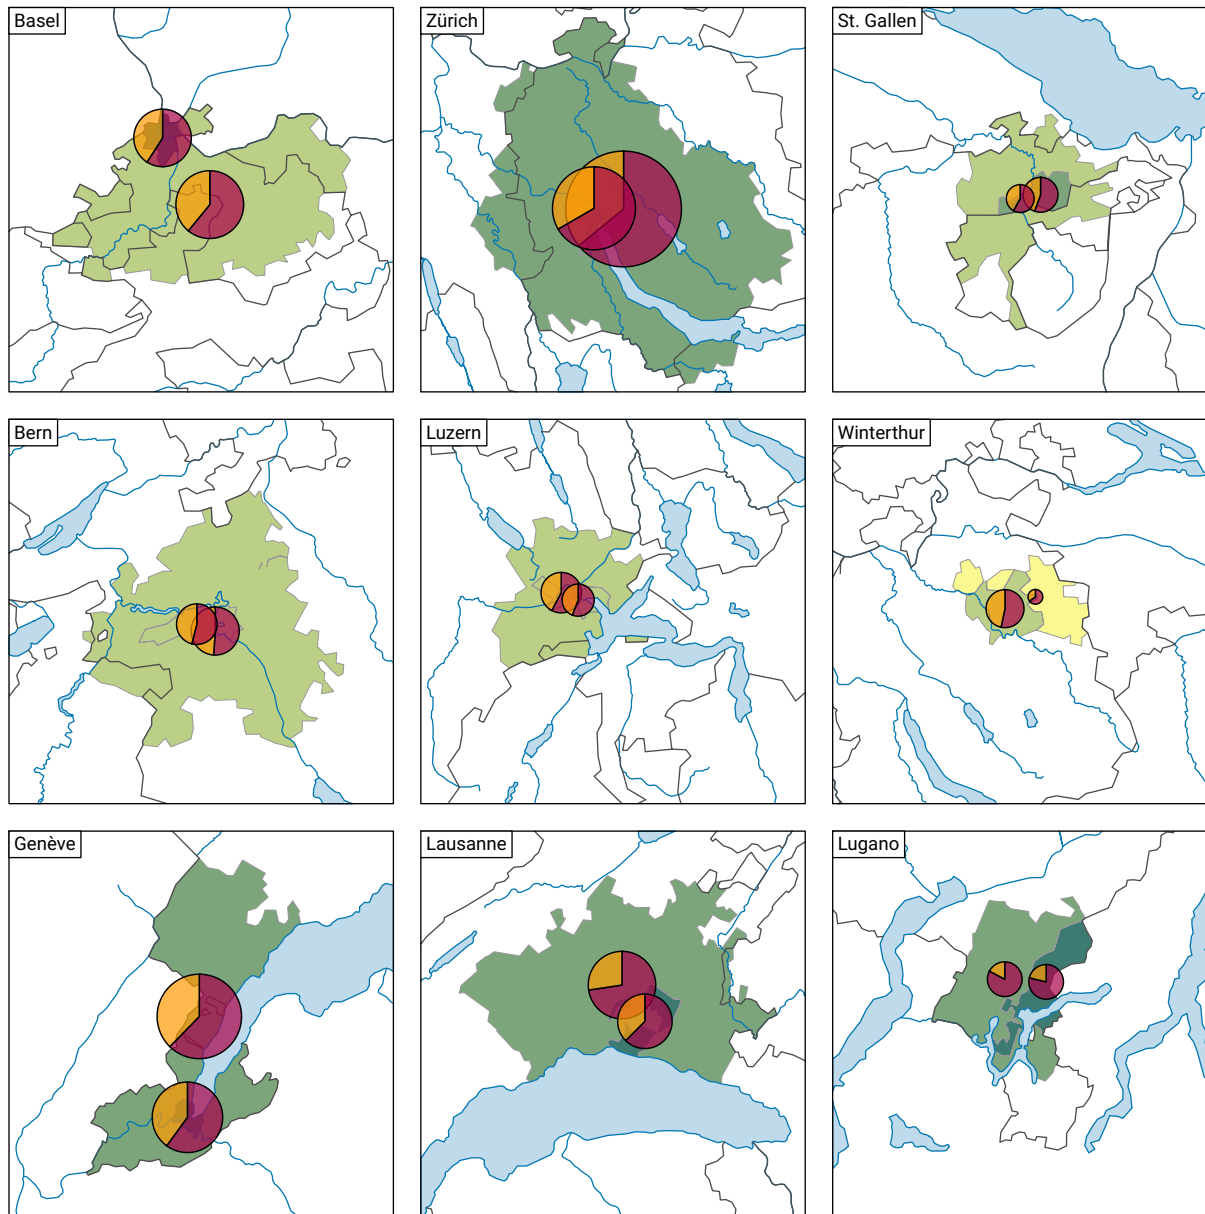 Basel
Zürich
St. Gallen
Bern
Luzern
Winterthur
Genève
Lausanne
Lugano